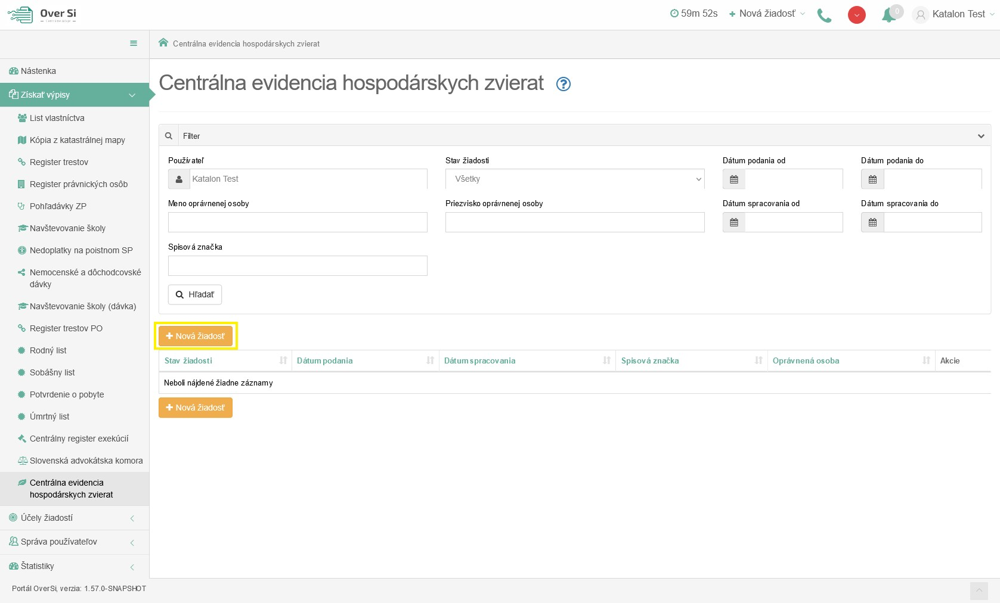 Over Si
59m 52s
Nová žiadosť
0
Katalon Test
Centrálna evidencia hospodárskych zvierat
Nástenka
Získať výpisy
List vlastníctva
Kópia z katastrálnej mapy
Register trestov
Register právnických osôb
Pohľadávky ZP
Navštevovanie školy
Nedoplatky na poistnom SP
Nemocenské a dôchodcovské
dávky
Navštevovanie školy (dávka)
Register trestov PO
Rodný list
Sobášny list
Potvrdenie o pobyte
Úmrtný list
Centrálny register exekúcií
Slovenská advokátska komora
Centrálna evidencia
hospodárskych zvierat
Účely žiadostí
Správa používateľov
Štatistiky
Centrálna evidencia hospodárskych zvierat
Filter
Používateľ
Stav žiadosti
Dátum podania od
Dátum podania do
Katalon Test
Všetky
Meno oprávnenej osoby
Priezvisko oprávnenej osoby
Dátum spracovania od
Dátum spracovania do
Spisová značka
Hľadať
Nová žiadosť
Stav žiadosti
Dátum podania
Dátum spracovania
Spisová značka
Oprávnená osoba
Akcie
Neboli nájdené žiadne záznamy
Nová žiadosť
Portál OverSi, verzia: 1.57.0-SNAPSHOT